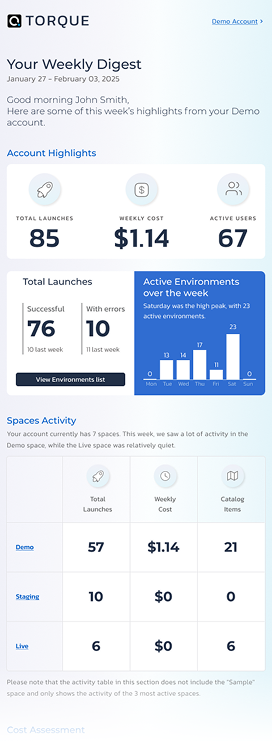 TORQUE
Demo Account ›
Your Weekly Digest
January 27 - February 03, 2025
Good morning John Smith,
Here are some of this week's highlights from your Demo
account.
Account Highlights
TOTAL LAUNCHES
WEEKLY COST
ACTIVE USERS
85
$1.14
67
Total Launches
Successful
With errors
76
10
10 last week
11 last week
View Environments list
Active Environments
over the week
Saturday was the high peak, with 23
active environments.
0 13 14 17 11 23 0
Mon Tue Wed Thu Fri Sat Sun
Spaces Activity
Your account currently has 7 spaces. This week, we saw a lot of activity in the
Demo space, while the Live space was relatively quiet.
Total
Launches
Weekly
Cost
Catalog
Items
Demo 57 $1.14 21
Staging 10 $0 0
Live 6 $0 6
Please note that the activity table in this section does not include the "Sample"
space and only shows the activity of the 3 most active spaces.
Cost Assessment